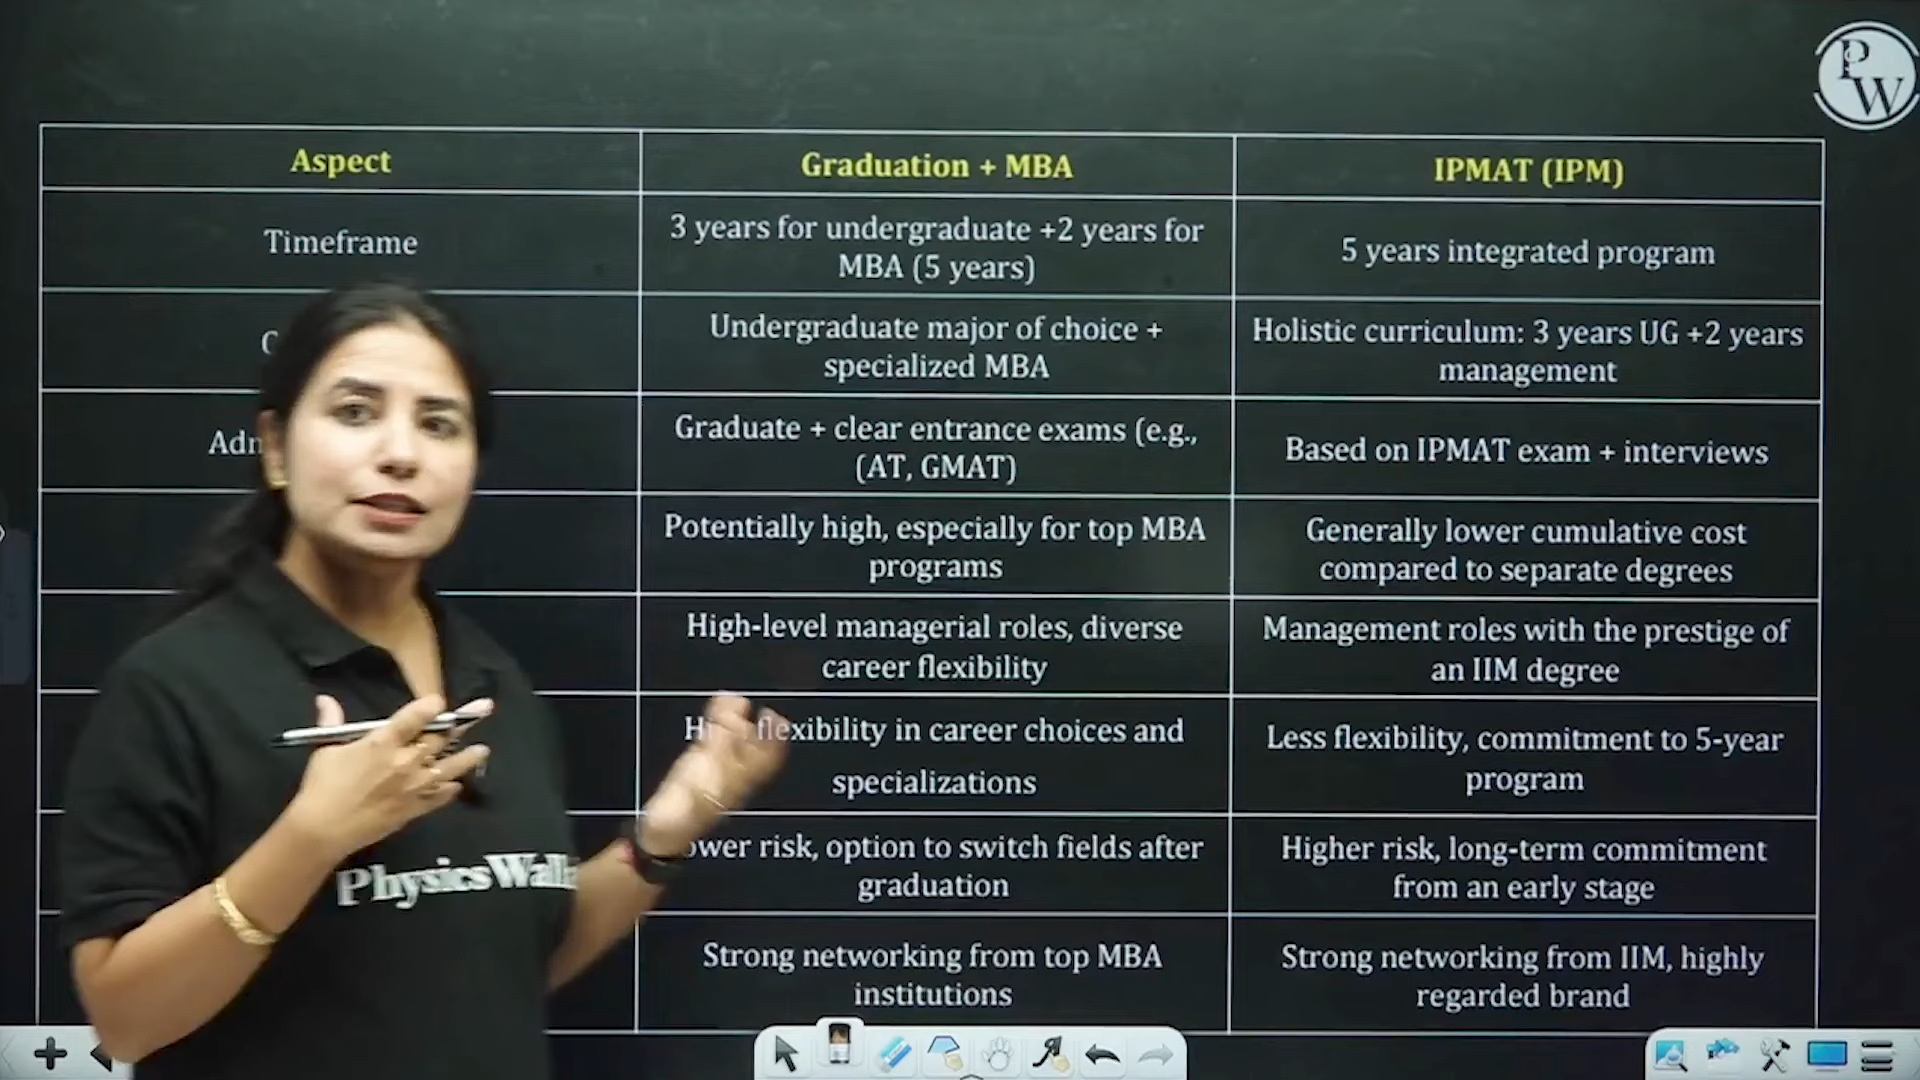 PW
Aspect
Graduation + MBA
IPMAT (IPM)
Timeframe
3 years for undergraduate +2 years for
MBA (5 years)
5 years integrated program
Undergraduate major of choice +
specialized MBA
Holistic curriculum: 3 years UG +2 years
management
Graduate + clear entrance exams (e.g.,
(AT, GMAT)
Based on IPMAT exam + interviews
Potentially high, especially for top MBA
programs
Generally lower cumulative cost
compared to separate degrees
High-level managerial roles, diverse
career flexibility
Management roles with the prestige of
an IIM degree
flexibility in career choices and
specializations
Less flexibility, commitment to 5-year
program
risk, option to switch fields after
graduation
Higher risk, long-term commitment
from an early stage
Strong networking from top MBA
institutions
Strong networking from IIM, highly
regarded brand
PhysicsWall